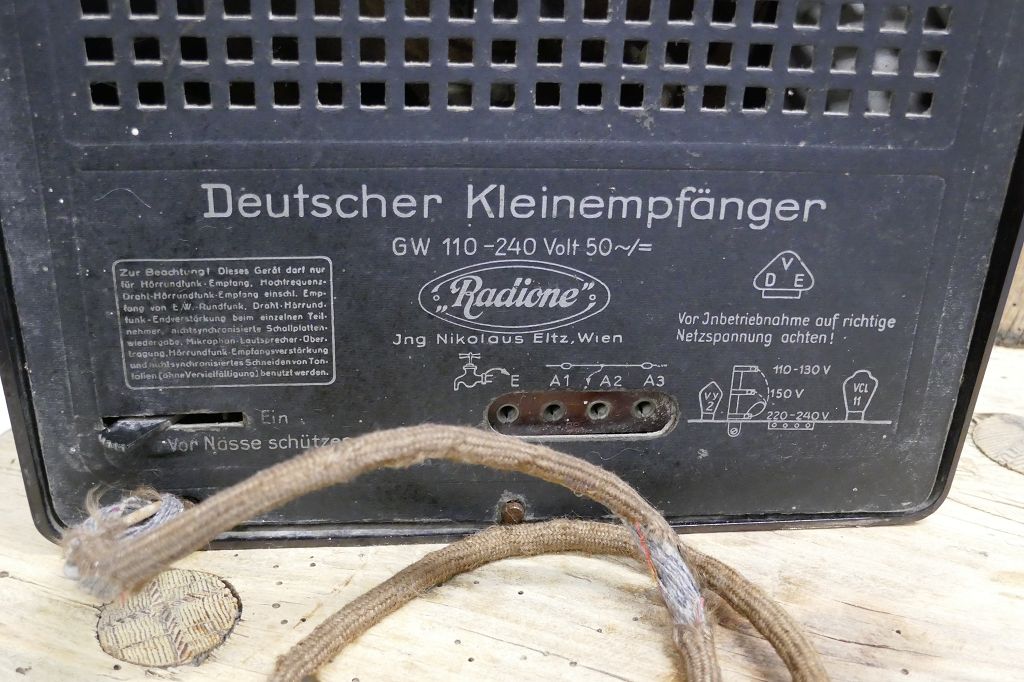 Deutscher Kleinempfänger
GW 110-240 Volt 50~/=
Zur Beachtung! Dieses Gerät darf nur
für Hörrundfunk-Empfang, Hochfrequenz-
Draht-Hörrundfunk-Empfang einschl. Emp-
fang von E./W.-Rundfunk, Draht-Hörrund-
funk-Endverstärkung beim einzelnen Teil-
nehmer, nichtsynchronisierte Schallplatten-
wiedergabe, Mikrophon-Lautsprecher-Über-
tragung, Hörrundfunk-Empfangsverstärkung
und nichtsynchronisiertes Schneiden von Ton-
folien (ohne Vervielfältigung) benutzt werden.
„Radione"
Jng Nikolaus Eltz, Wien
V
D E
Vor Jnbetriebnahme auf richtige
Netzspannung achten!
E A1 A2 A3
VY
2
110-130 V
150 V
220-240 V
VCL
11
Ein
Vor Nässe schütze